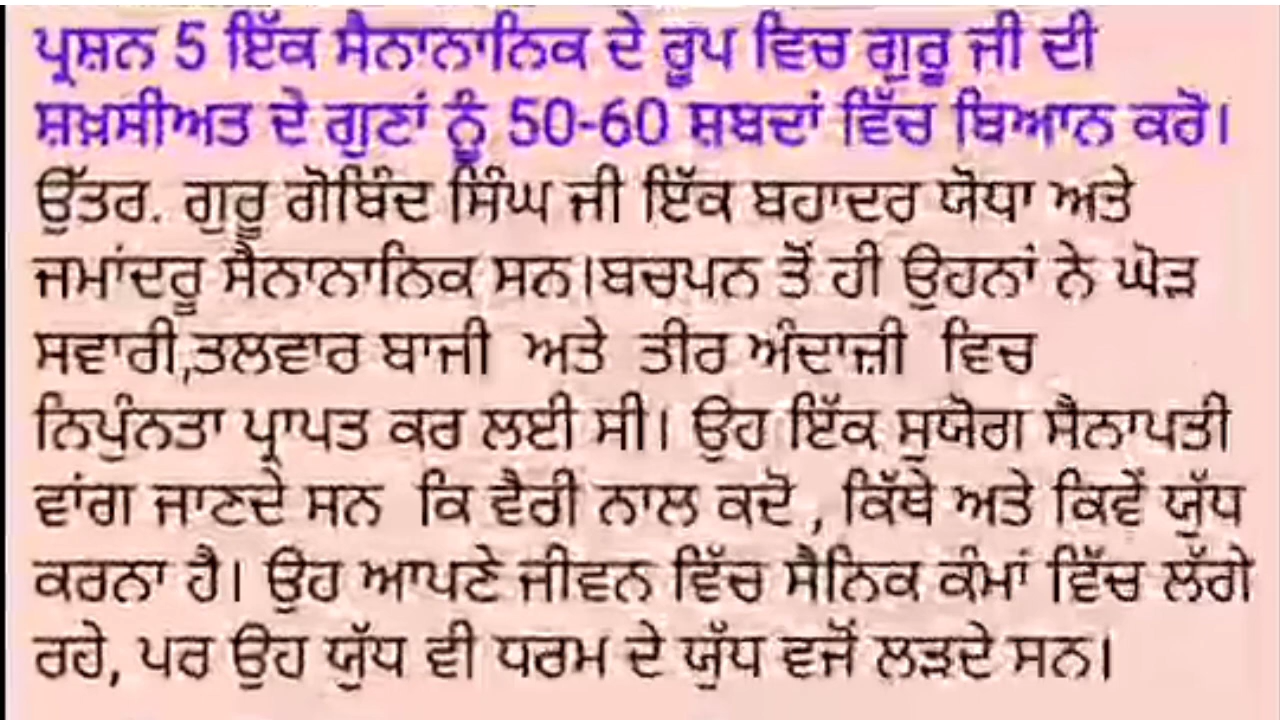 ਪ੍ਰਸ਼ਨ 5 ਇੱਕ ਸੈਨਾਨਾਨਿਕ ਦੇ ਰੂਪ ਵਿਚ ਗੁਰੂ ਜੀ ਦੀ
ਸ਼ਖ਼ਸੀਅਤ ਦੇ ਗੁਣਾਂ ਨੂੰ 50-60 ਸ਼ਬਦਾਂ ਵਿੱਚ ਬਿਆਨ ਕਰੋ।
ਉੱਤਰ. ਗੁਰੂ ਗੋਬਿੰਦ ਸਿੰਘ ਜੀ ਇੱਕ ਬਹਾਦਰ ਯੋਧਾ ਅਤੇ
ਜਮਾਂਦਰੂ ਸੈਨਾਨਾਨਿਕ ਸਨ।ਬਚਪਨ ਤੋਂ ਹੀ ਉਹਨਾਂ ਨੇ ਘੋੜ
ਸਵਾਰੀ,ਤਲਵਾਰ ਬਾਜੀ ਅਤੇ ਤੀਰ ਅੰਦਾਜ਼ੀ ਵਿਚ
ਨਿਪੁੰਨਤਾ ਪ੍ਰਾਪਤ ਕਰ ਲਈ ਸੀ। ਉਹ ਇੱਕ ਸੁਯੋਗ ਸੈਨਾਪਤੀ
ਵਾਂਗ ਜਾਣਦੇ ਸਨ ਕਿ ਵੈਰੀ ਨਾਲ ਕਦੋ , ਕਿੱਥੇ ਅਤੇ ਕਿਵੇਂ ਯੁੱਧ
ਕਰਨਾ ਹੈ। ਉਹ ਆਪਣੇ ਜੀਵਨ ਵਿੱਚ ਸੈਨਿਕ ਕੰਮਾਂ ਵਿੱਚ ਲੱਗੇ
ਰਹੇ, ਪਰ ਉਹ ਯੁੱਧ ਵੀ ਧਰਮ ਦੇ ਯੁੱਧ ਵਜੋਂ ਲੜਦੇ ਸਨ।